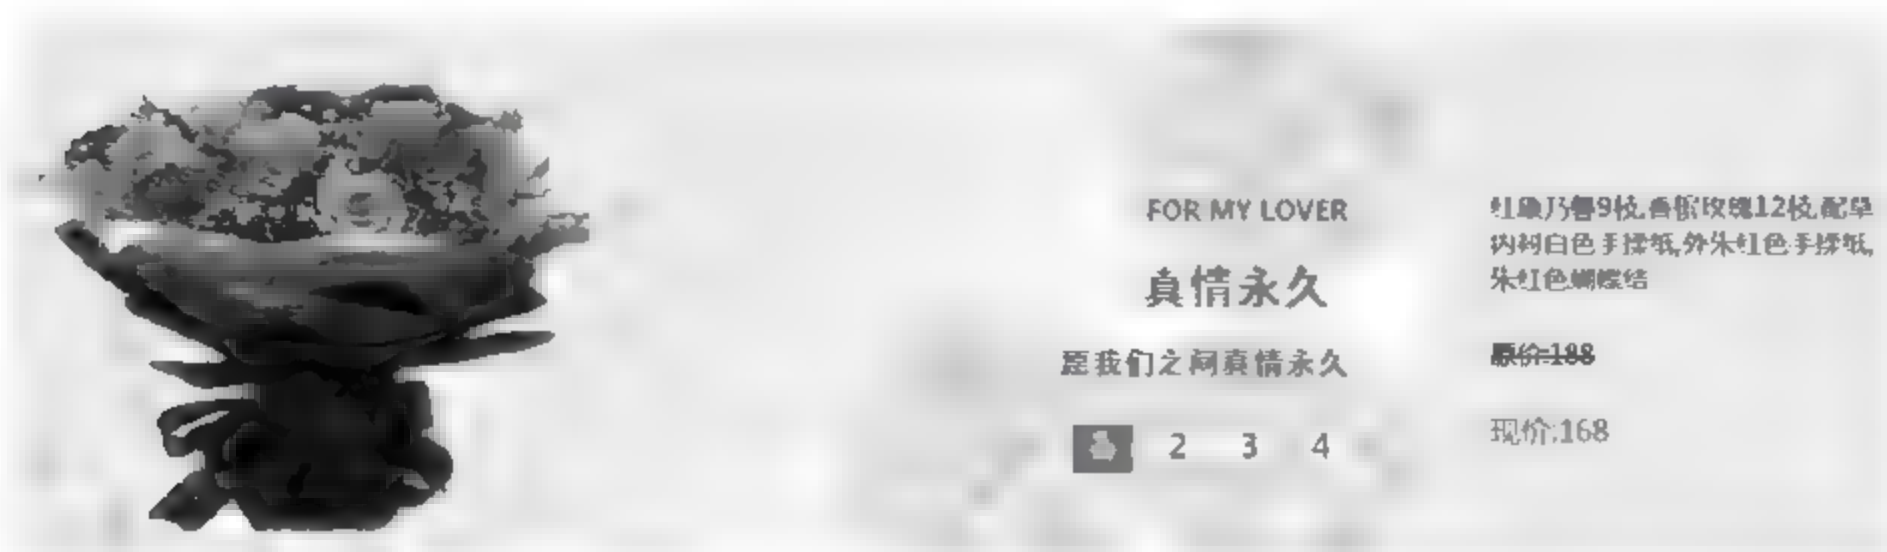 FOR MY LOVER
真情永久
愿我们之间真情永久
2 3 4
红康乃馨9枝,香槟玫瑰12枝,配草
内衬白色手揉纸,外朱红色手揉纸,
朱红色蝴蝶结
原价:188
现价:168